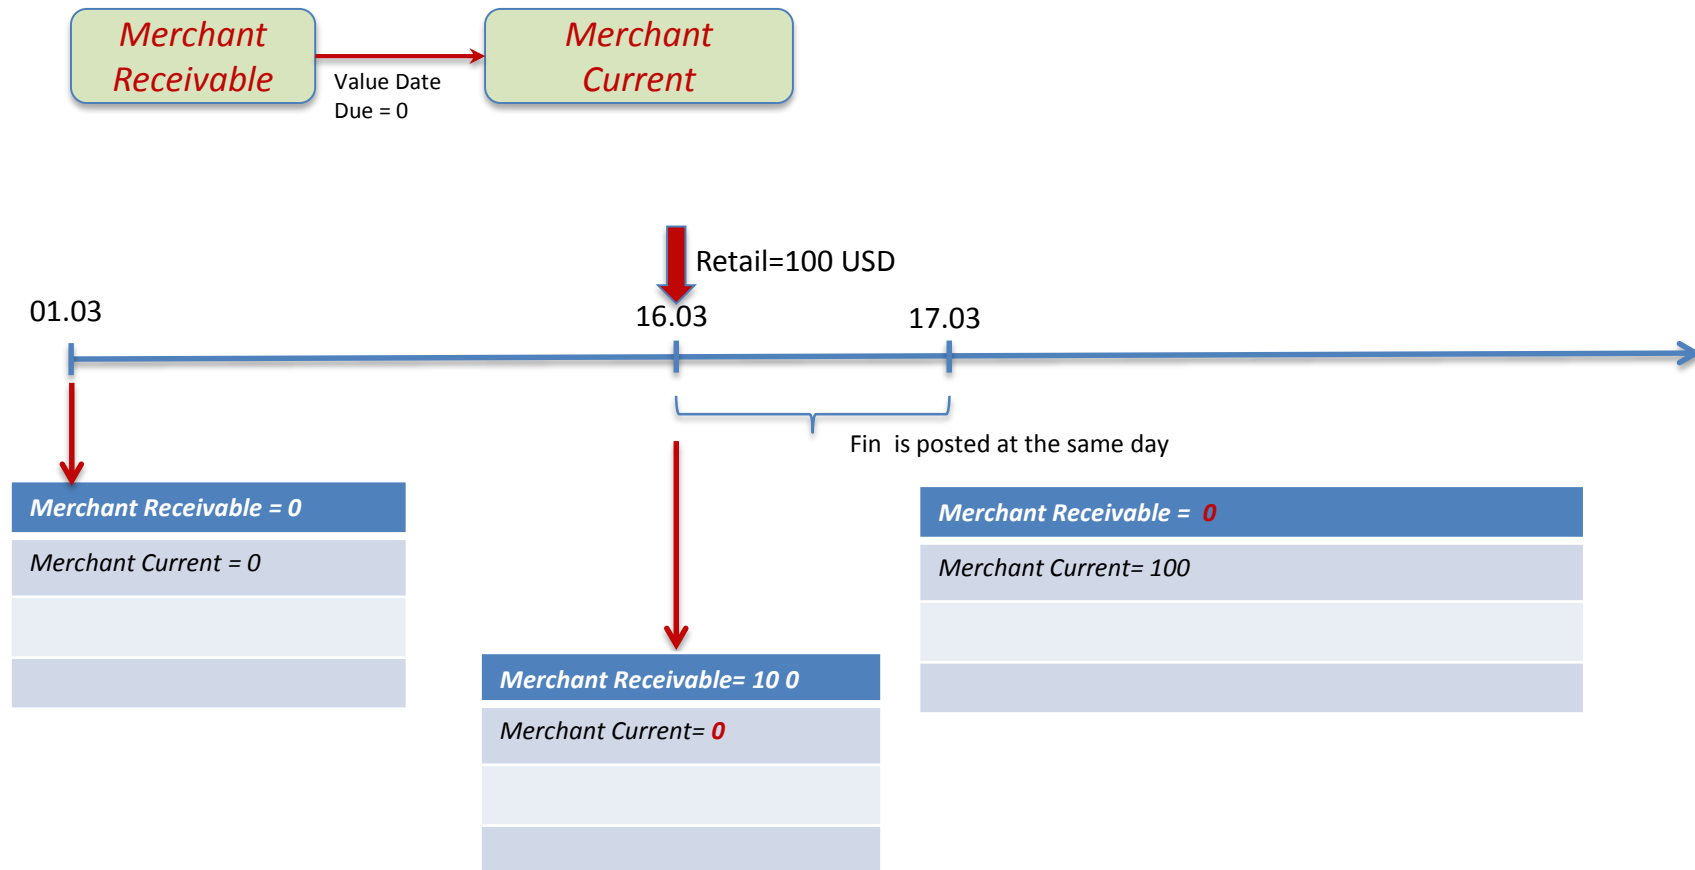 Merchant
Receivable
Value Date
Due = 0
Merchant
Current
Retail=100 USD
01.03
16.03
17.03
Fin  is posted at the same day
Merchant Receivable = 0
Merchant Current = 0
Merchant Receivable= 10 0
Merchant Current= 0
Merchant Receivable =  0
Merchant Current= 100